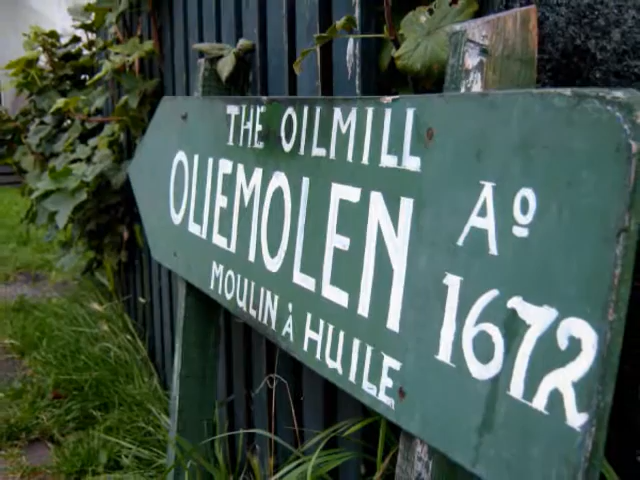 THE OILMILL
OLIEMOLEN
MOULIN À HUILE
Aº
1672